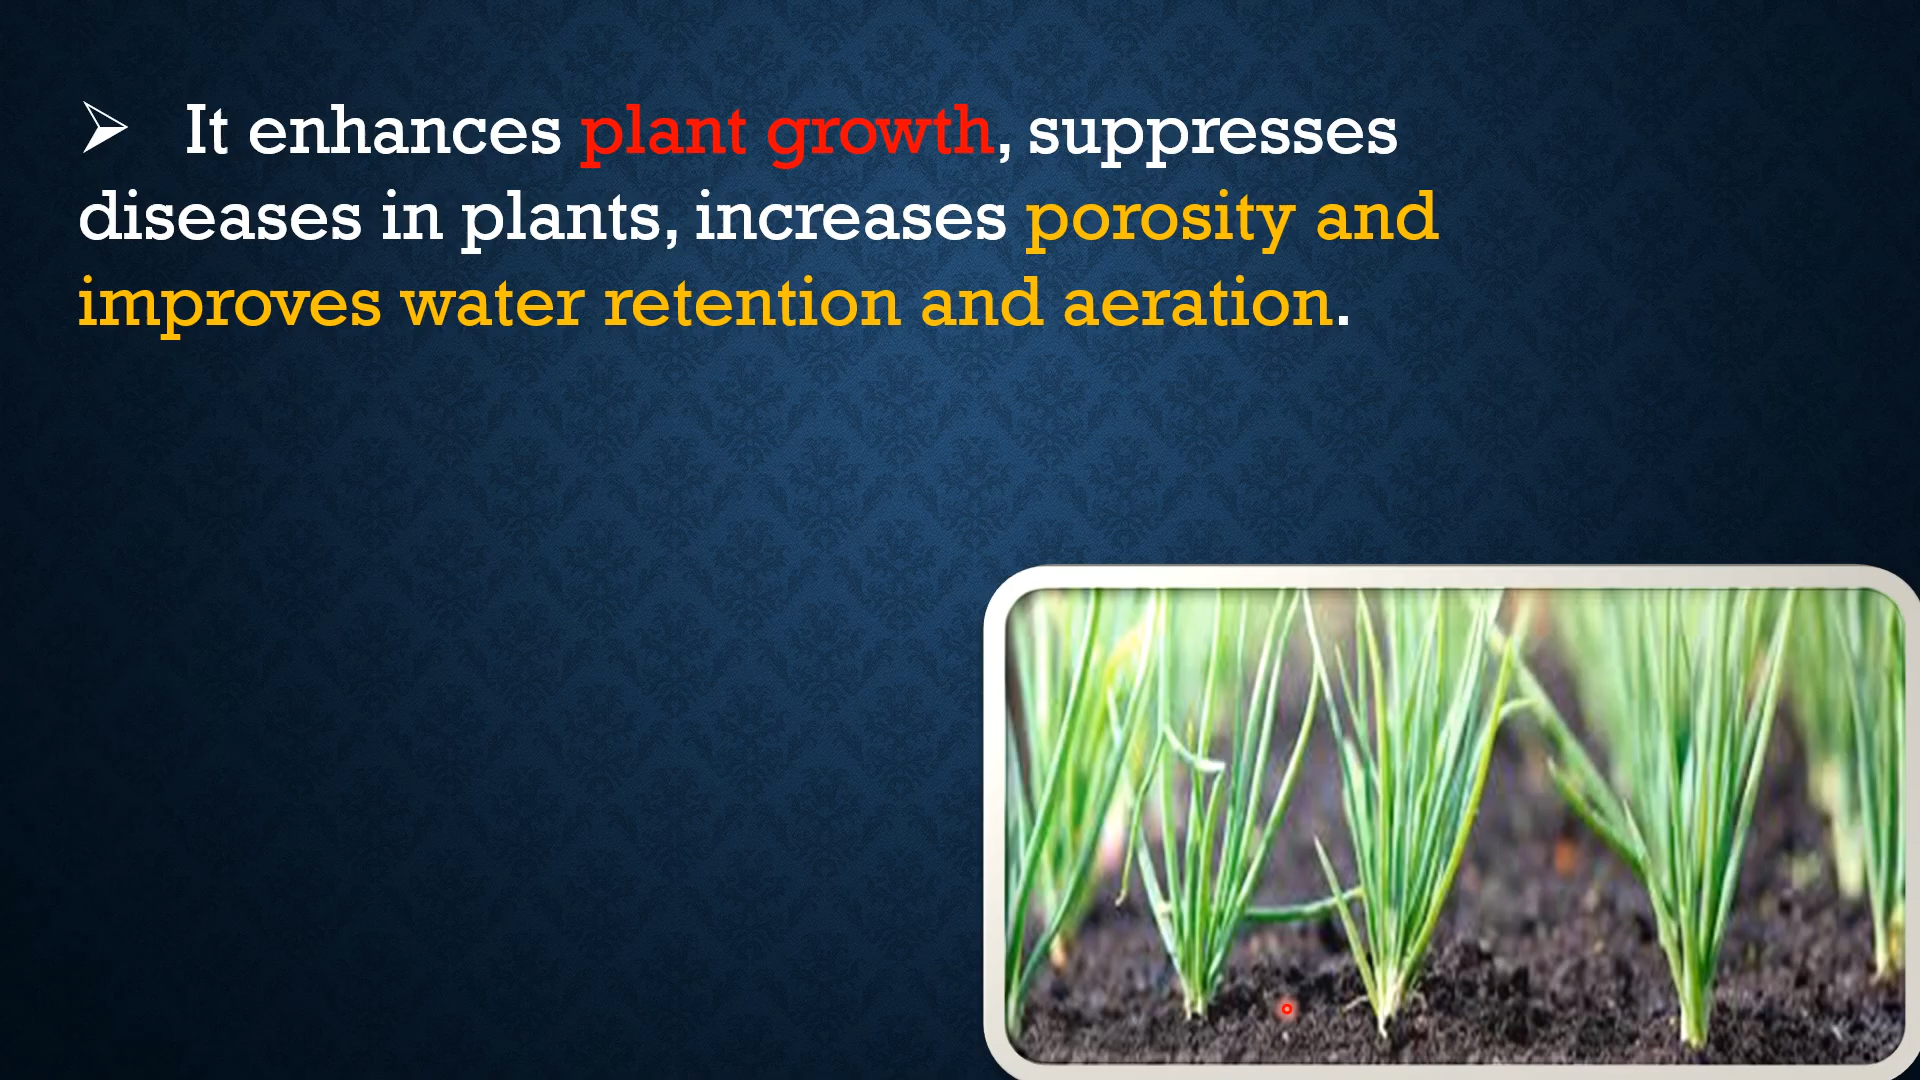 ➢ It enhances plant growth, suppresses
diseases in plants, increases porosity and
improves water retention and aeration.